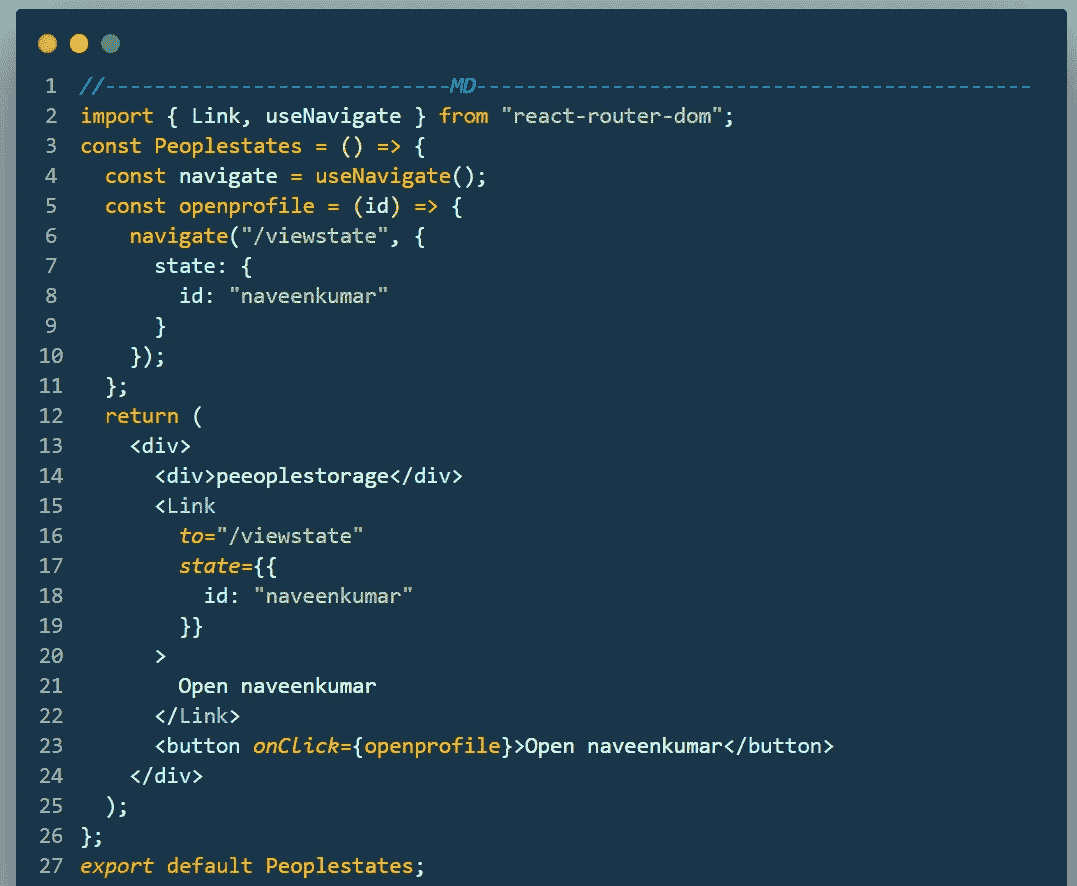 1 //----------------------------MD---------------------------------------------
2 import { Link, useNavigate } from "react-router-dom";
3 const Peoplestates = () => {
4   const navigate = useNavigate();
5   const openprofile = (id) => {
6     navigate("/viewstate", {
7       state: {
8         id: "naveenkumar"
9       }
10     });
11   };
12   return (
13     <div>
14       <div>peeoplestorage</div>
15       <Link
16         to="/viewstate"
17         state={{
18           id: "naveenkumar"
19         }}
20       >
21         Open naveenkumar
22       </Link>
23       <button onClick={openprofile}>Open naveenkumar</button>
24     </div>
25   );
26 };
27 export default Peoplestates;